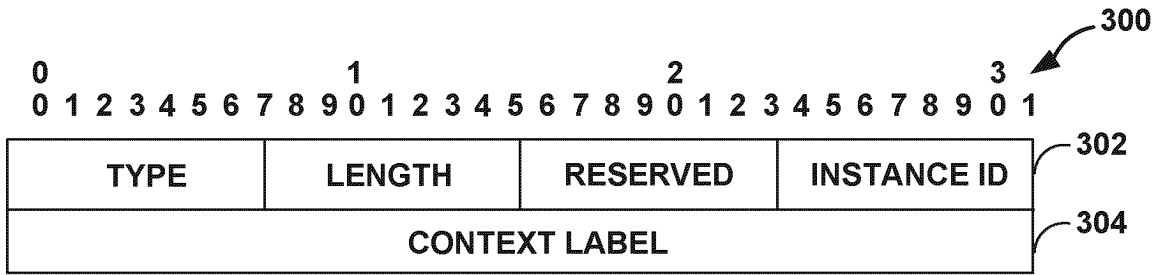 300
0 1 2 3
0 1 2 3 4 5 6 7 8 9 0 1 2 3 4 5 6 7 8 9 0 1 2 3 4 5 6 7 8 9 0 1
TYPE LENGTH RESERVED INSTANCE ID 302
CONTEXT LABEL 304